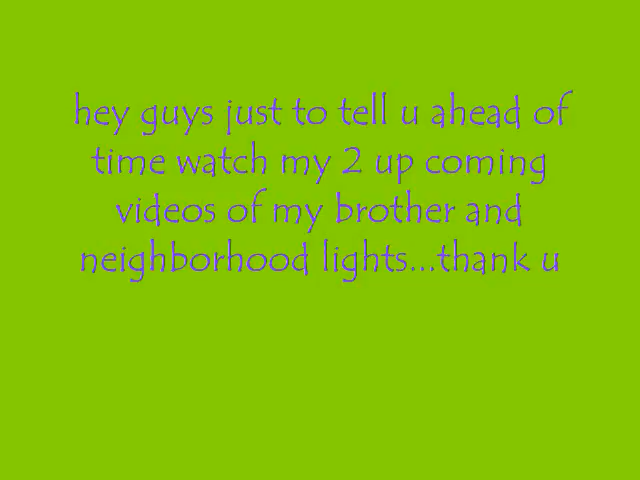 hey guys just to tell u ahead of
time watch my 2 up coming
videos of my brother and
neighborhood lights...thank u